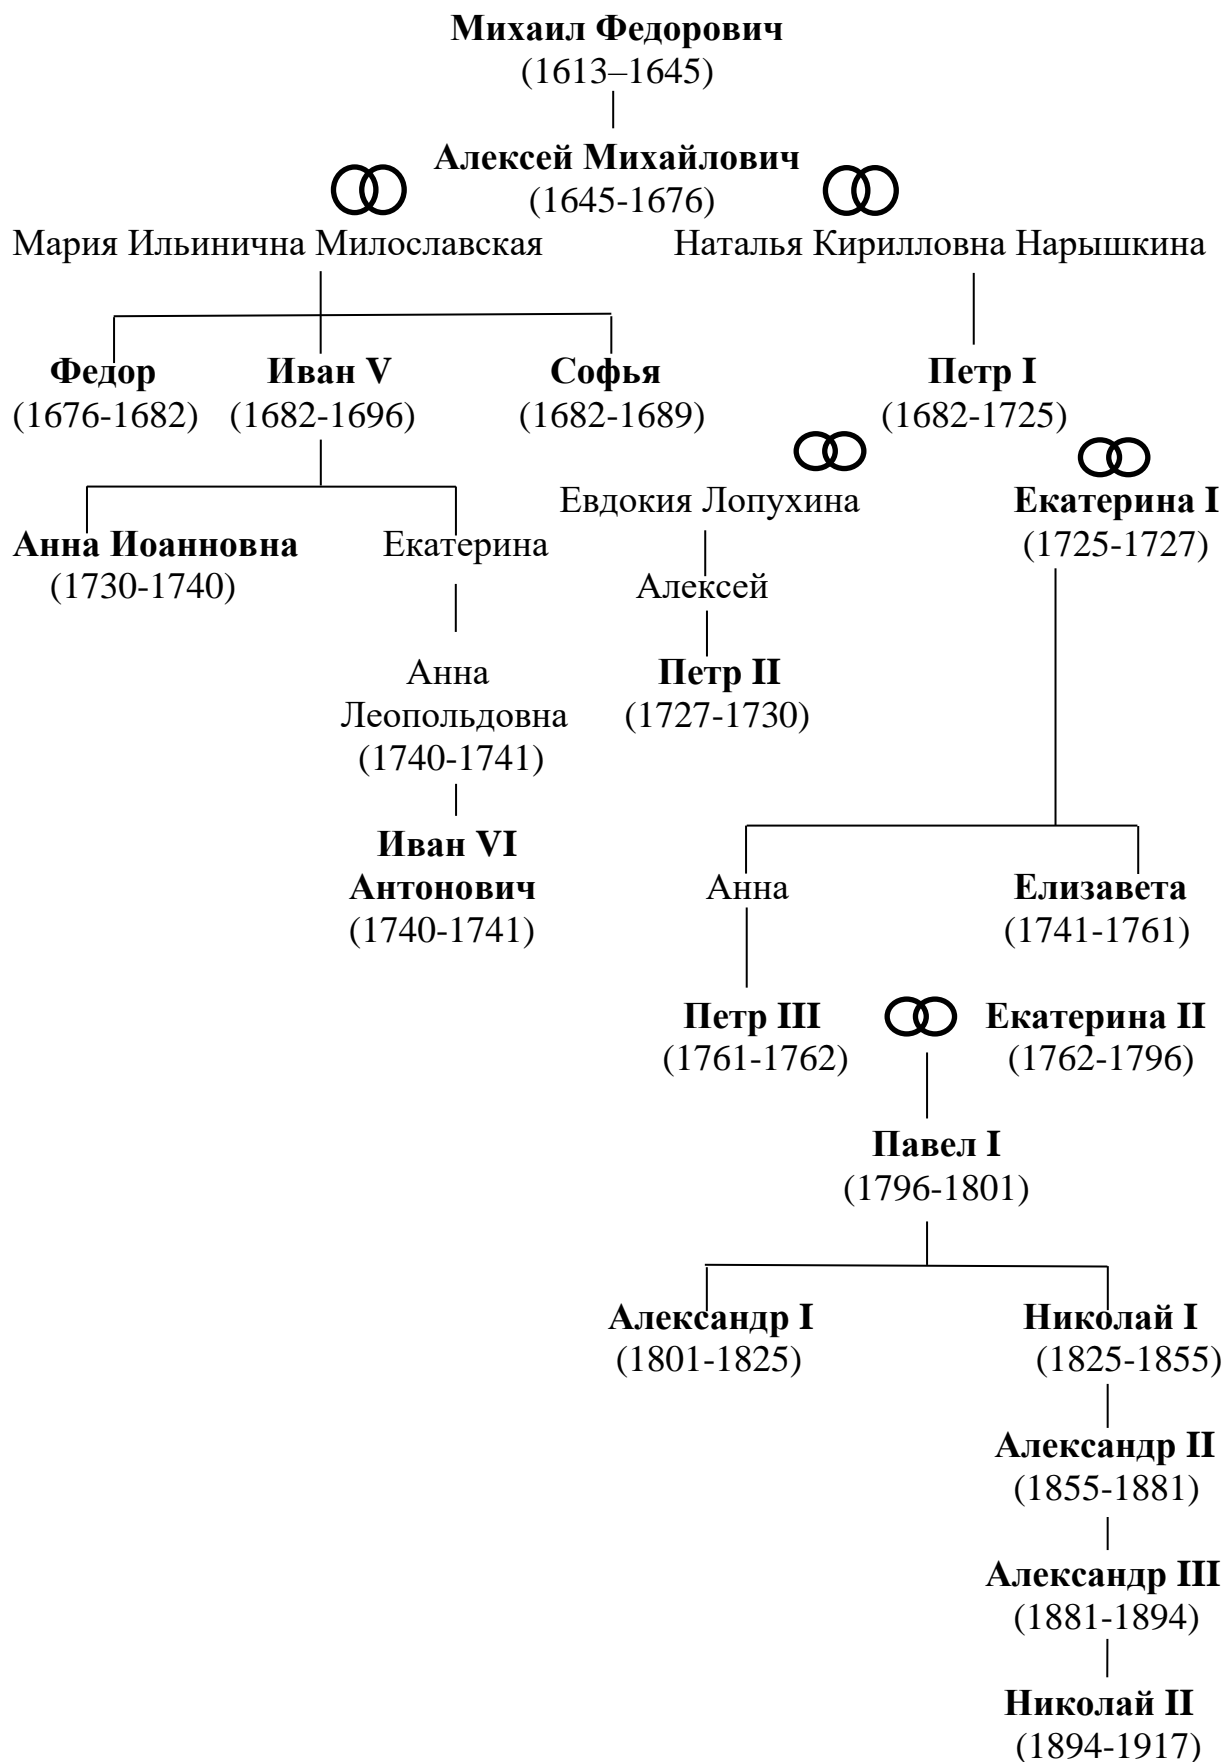 Михаил Федорович
(1613–1645)
Алексей Михайлович
(1645-1676)
Мария Ильинична Милославская
Наталья Кирилловна Нарышкина
Федор
(1676-1682)
Иван V
(1682-1696)
Софья
(1682-1689)
Петр I
(1682-1725)
Евдокия Лопухина
Екатерина I
(1725-1727)
Анна Иоанновна
(1730-1740)
Екатерина
Алексей
Анна
Леопольдовна
(1740-1741)
Петр II
(1727-1730)
Иван VI
Антонович
(1740-1741)
Анна
Елизавета
(1741-1761)
Петр III
(1761-1762)
Екатерина II
(1762-1796)
Павел I
(1796-1801)
Александр I
(1801-1825)
Николай I
(1825-1855)
Александр II
(1855-1881)
Александр III
(1881-1894)
Николай II
(1894-1917)